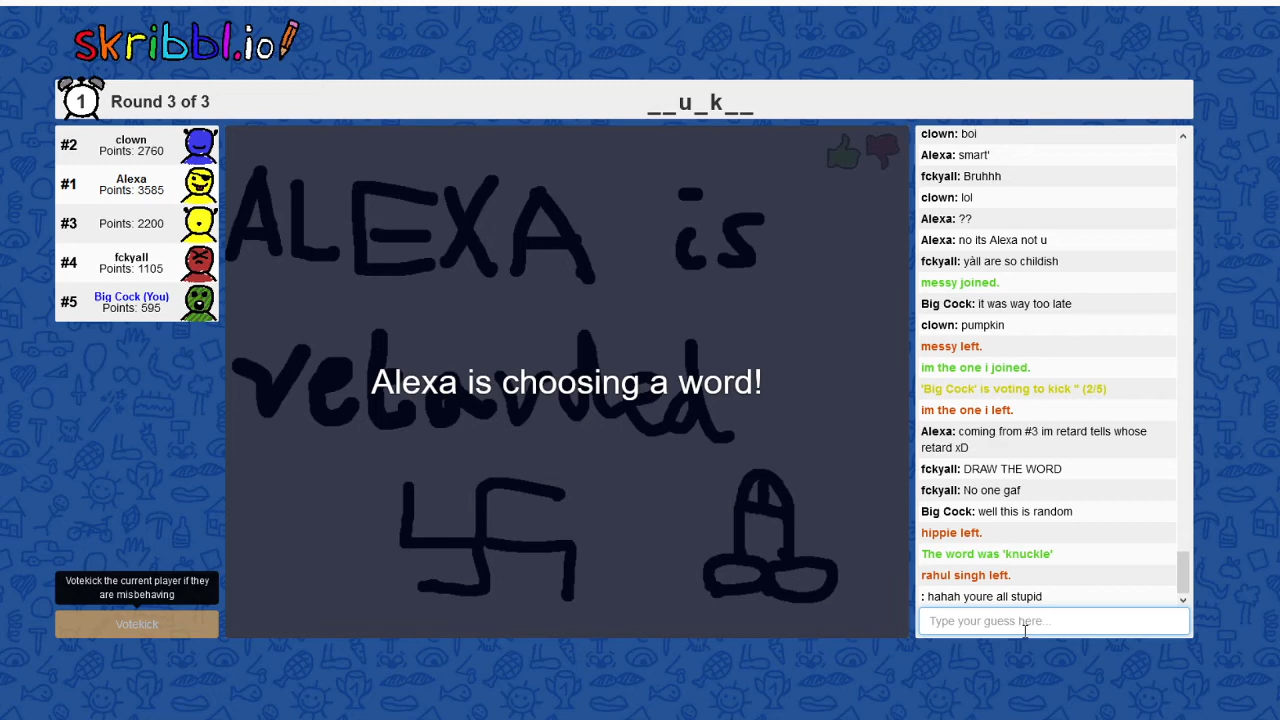 skribbl.io
1
Round 3 of 3
__u_k__
#2
clown
Points: 2760
#1
Alexa
Points: 3585
#3
Points: 2200
#4
fckyall
Points: 1105
#5
Big Cock (You)
Points: 595
Votekick the current player if they
are misbehaving
Votekick
ALEXA is
retarded
Alexa is choosing a word!
clown: boi
Alexa: smart'
fckyall: Bruhhh
clown: lol
Alexa: ??
Alexa: no its Alexa not u
fckyall: yàll are so childish
messy joined.
Big Cock: it was way too late
clown: pumpkin
messy left.
im the one i joined.
'Big Cock' is voting to kick '' (2/5)
im the one i left.
Alexa: coming from #3 im retard tells whose
retard xD
fckyall: DRAW THE WORD
fckyall: No one gaf
Big Cock: well this is random
hippie left.
The word was 'knuckle'
rahul singh left.
: hahah youre all stupid
Type your guess here...